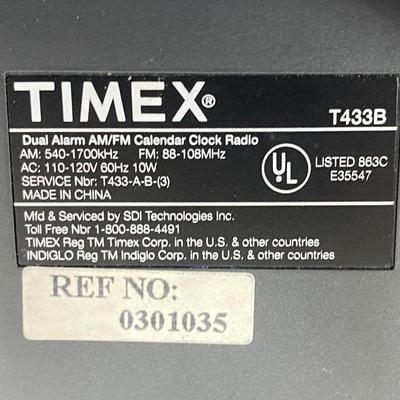 TIMEX® T433B
Dual Alarm AM/FM Calendar Clock Radio
AM: 540-1700kHz FM: 88-108MHz
AC: 110-120V 60Hz 10W
SERVICE Nbr: T433-A-B-(3)
MADE IN CHINA
UL
LISTED 863C
E35547
Mfd & Serviced by SDI Technologies Inc.
Toll Free Nbr 1-800-888-4491
TIMEX Reg TM Timex Corp. in the U.S. & other countries
INDIGLO Reg TM Indiglo Corp. in the U.S. & other countries
REF NO:
0301035